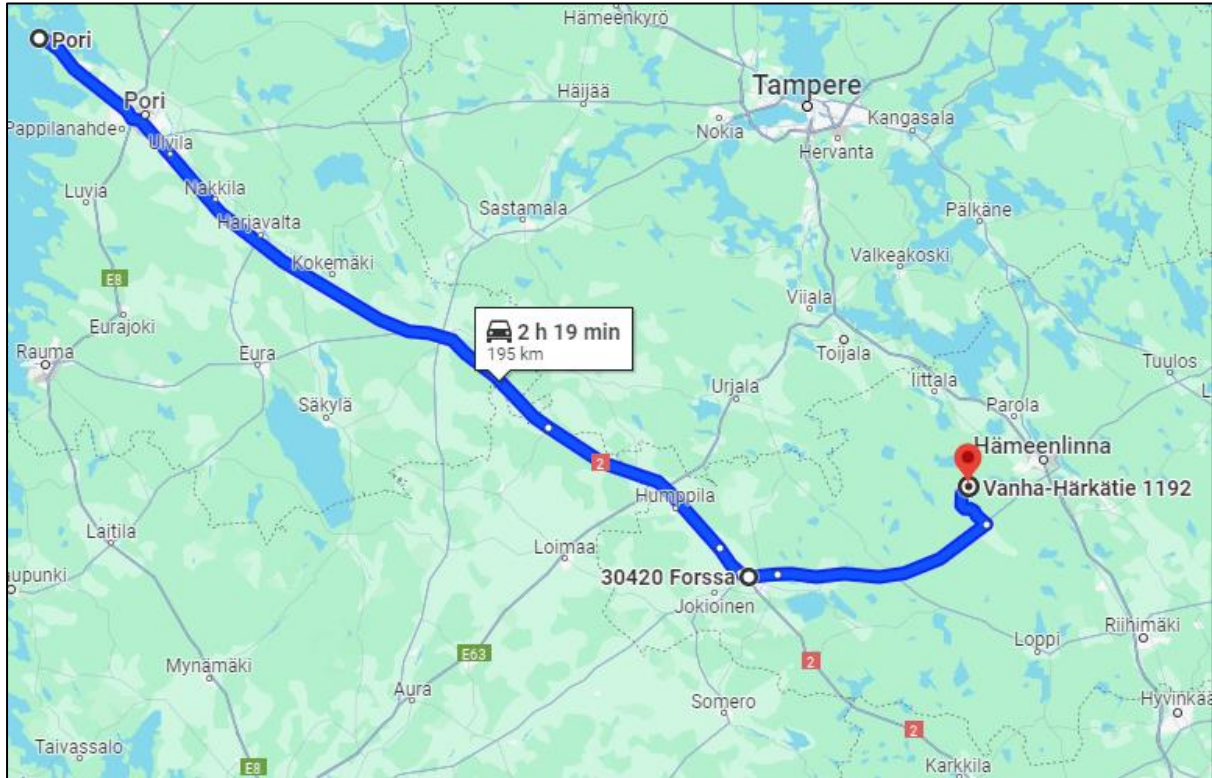 Hämeenkyrö
Pori
Tampere
Häijää
Pori
Nokia
Kangasala
Pappilanahde
Hervanta
Ulvila
Luvia
Nakkila
Harjavalta
Sastamala
Pälkäne
Kokemäki
Valkeakoski
E8
Viiala
Eurajoki
2 h 19 min
195 km
Toijala
Rauma
Eura
Tuulos
Urjala
Iittala
Säkylä
Parola
Hämeenlinna
2
Vanha-Härkätie 1192
Humppila
Laitila
Loimaa
aupunki
30420 Forssa
Jokioinen
Riihimäki
Loppi
E63
2
Mynämäki
Aura
Somero
Hyvinkää
2
Taivassalo
E8
Karkkila